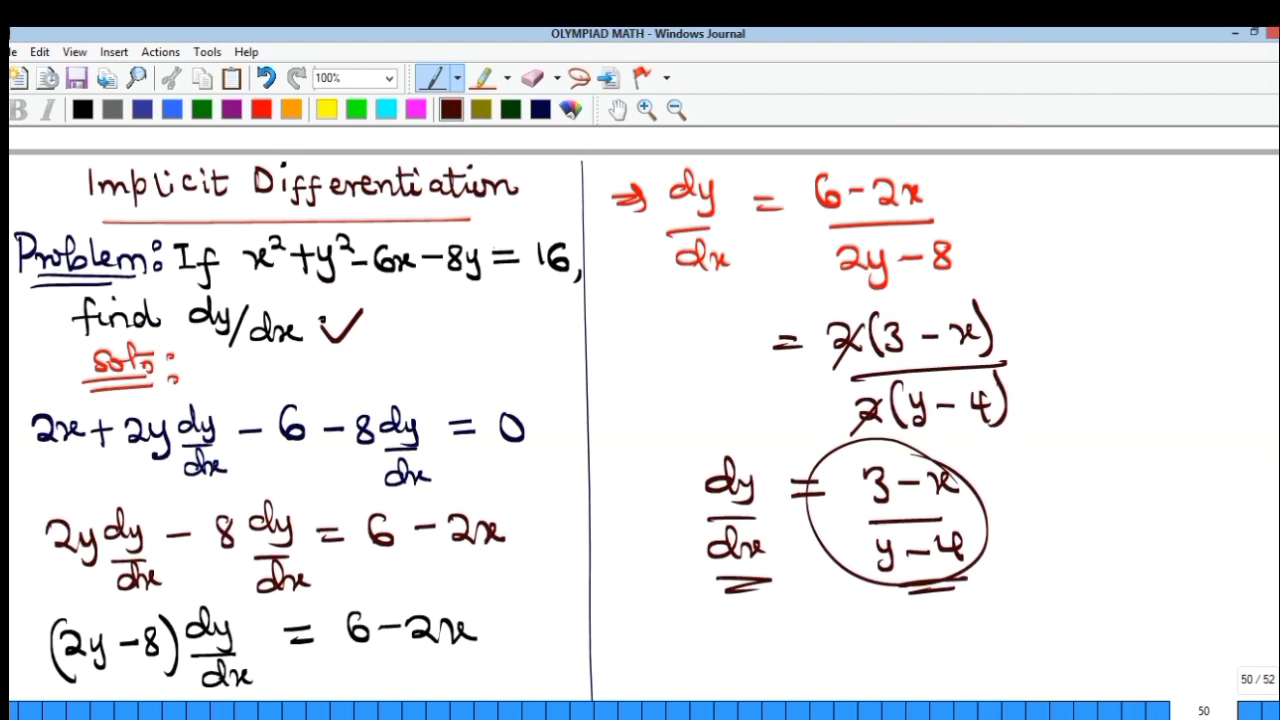 OLYMPIAD MATH - Windows Journal
le Edit View Insert Actions Tools Help
100%
B I
Implicit Differentiation
Problem: If x² + y² - 6x - 8y = 16,
find dy/dx.
Soln:
2x + 2y dy/dx - 6 - 8 dy/dx = 0
2y dy/dx - 8 dy/dx = 6 - 2x
(2y - 8) dy/dx = 6 - 2x
⇒ dy/dx = 6 - 2x / 2y - 8
= 2(3 - x) / 2(y - 4)
dy/dx = 3 - x / y - 4
50 / 52
50